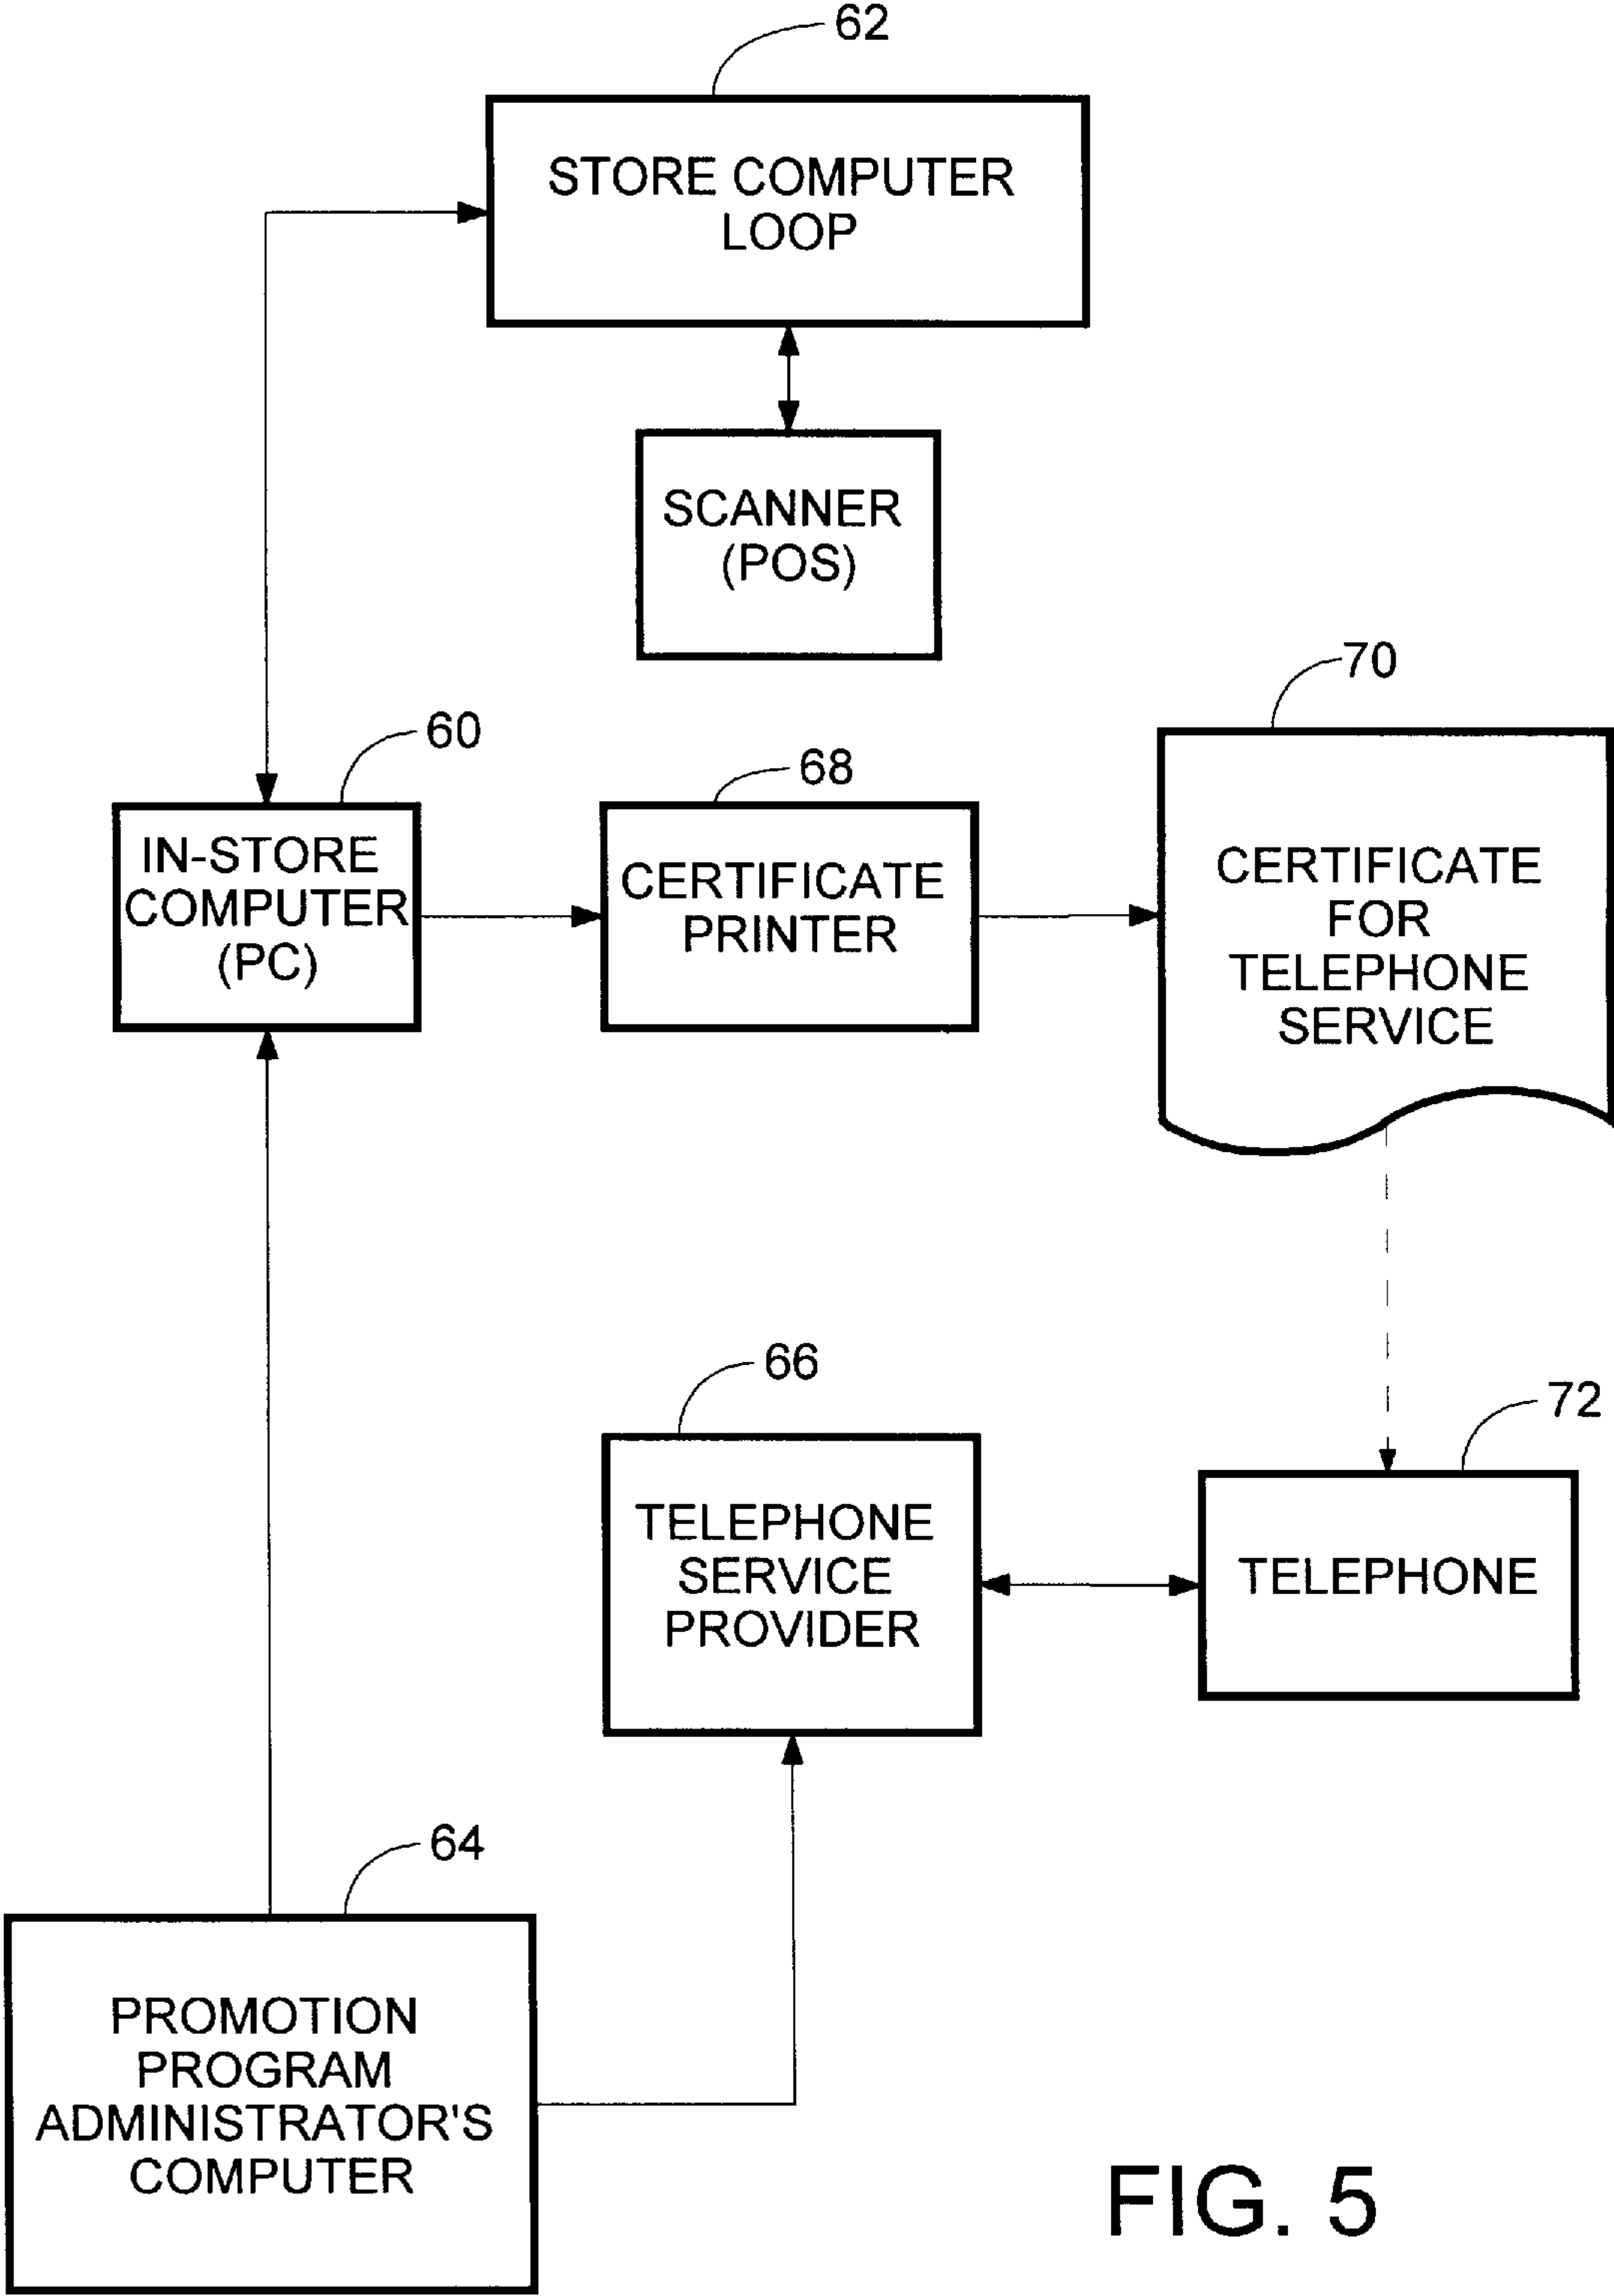 62
STORE COMPUTER
LOOP
SCANNER
(POS)
70
60
68
IN-STORE
COMPUTER
(PC)
CERTIFICATE
PRINTER
CERTIFICATE
FOR
TELEPHONE
SERVICE
66
72
TELEPHONE
SERVICE
PROVIDER
TELEPHONE
64
PROMOTION
PROGRAM
ADMINISTRATOR'S
COMPUTER
FIG. 5